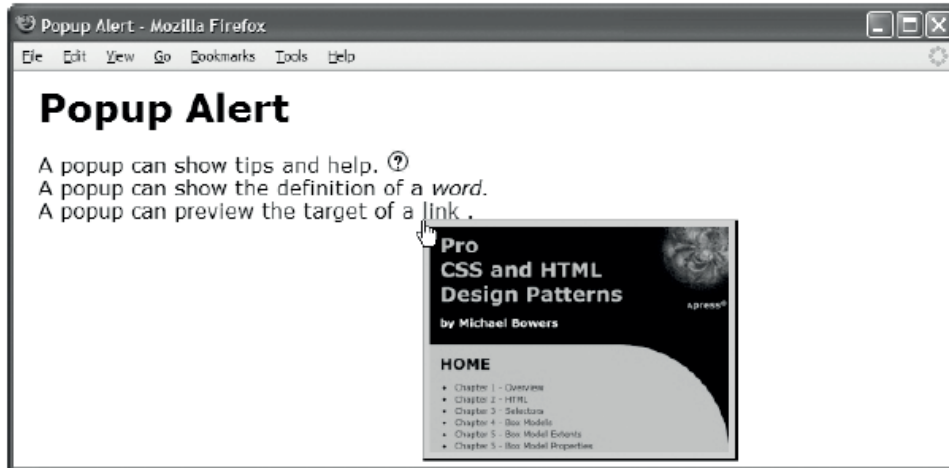 Popup Alert - Mozilla Firefox
File Edit View Go Bookmarks Tools Help
Popup Alert
A popup can show tips and help. ?
A popup can show the definition of a word.
A popup can preview the target of a link .
Pro
CSS and HTML
Design Patterns
Apress®
by Michael Bowers
HOME
• Chapter 1 - Overview
• Chapter 2 - HTML
• Chapter 3 - Selectors
• Chapter 4 - Box Models
• Chapter 5 - Box Model Extents
• Chapter 5 - Box Model Properties